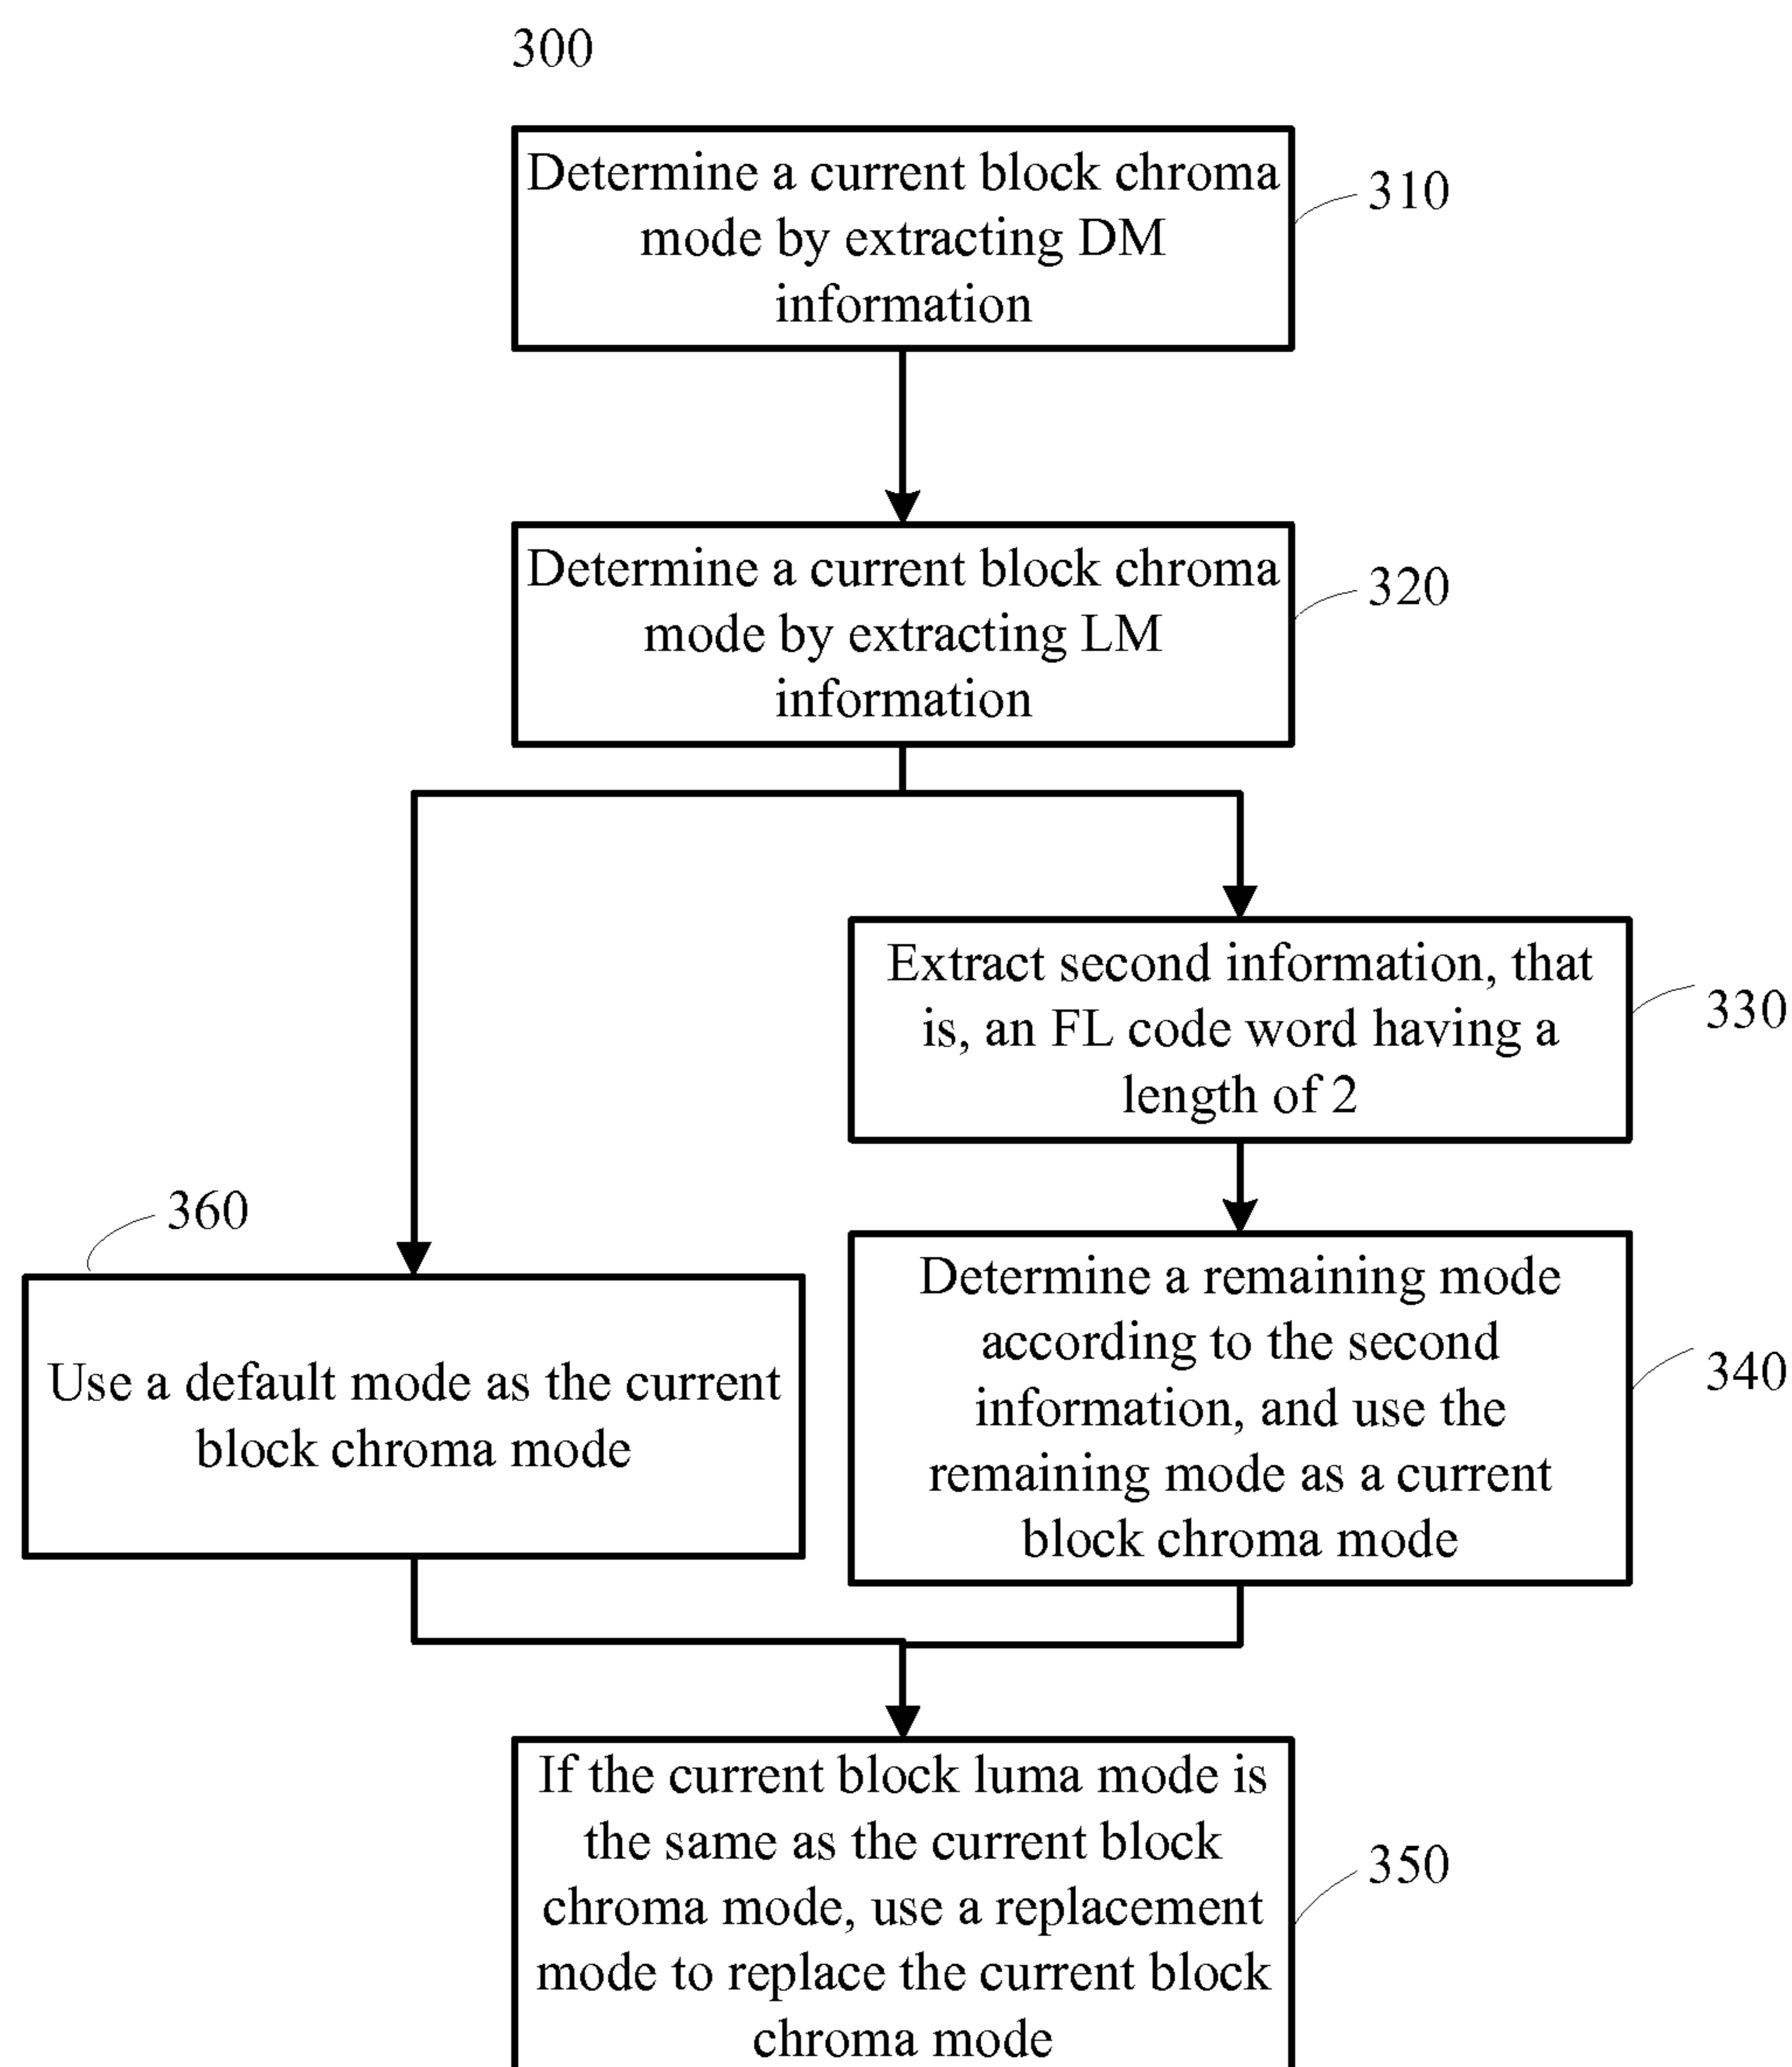 300
Determine a current block chroma
mode by extracting DM
information
310
Determine a current block chroma
mode by extracting LM
information
320
Extract second information, that
is, an FL code word having a
length of 2
330
360
Use a default mode as the current
block chroma mode
Determine a remaining mode
according to the second
information, and use the
remaining mode as a current
block chroma mode
340
If the current block luma mode is
the same as the current block
chroma mode, use a replacement
mode to replace the current block
chroma mode
350